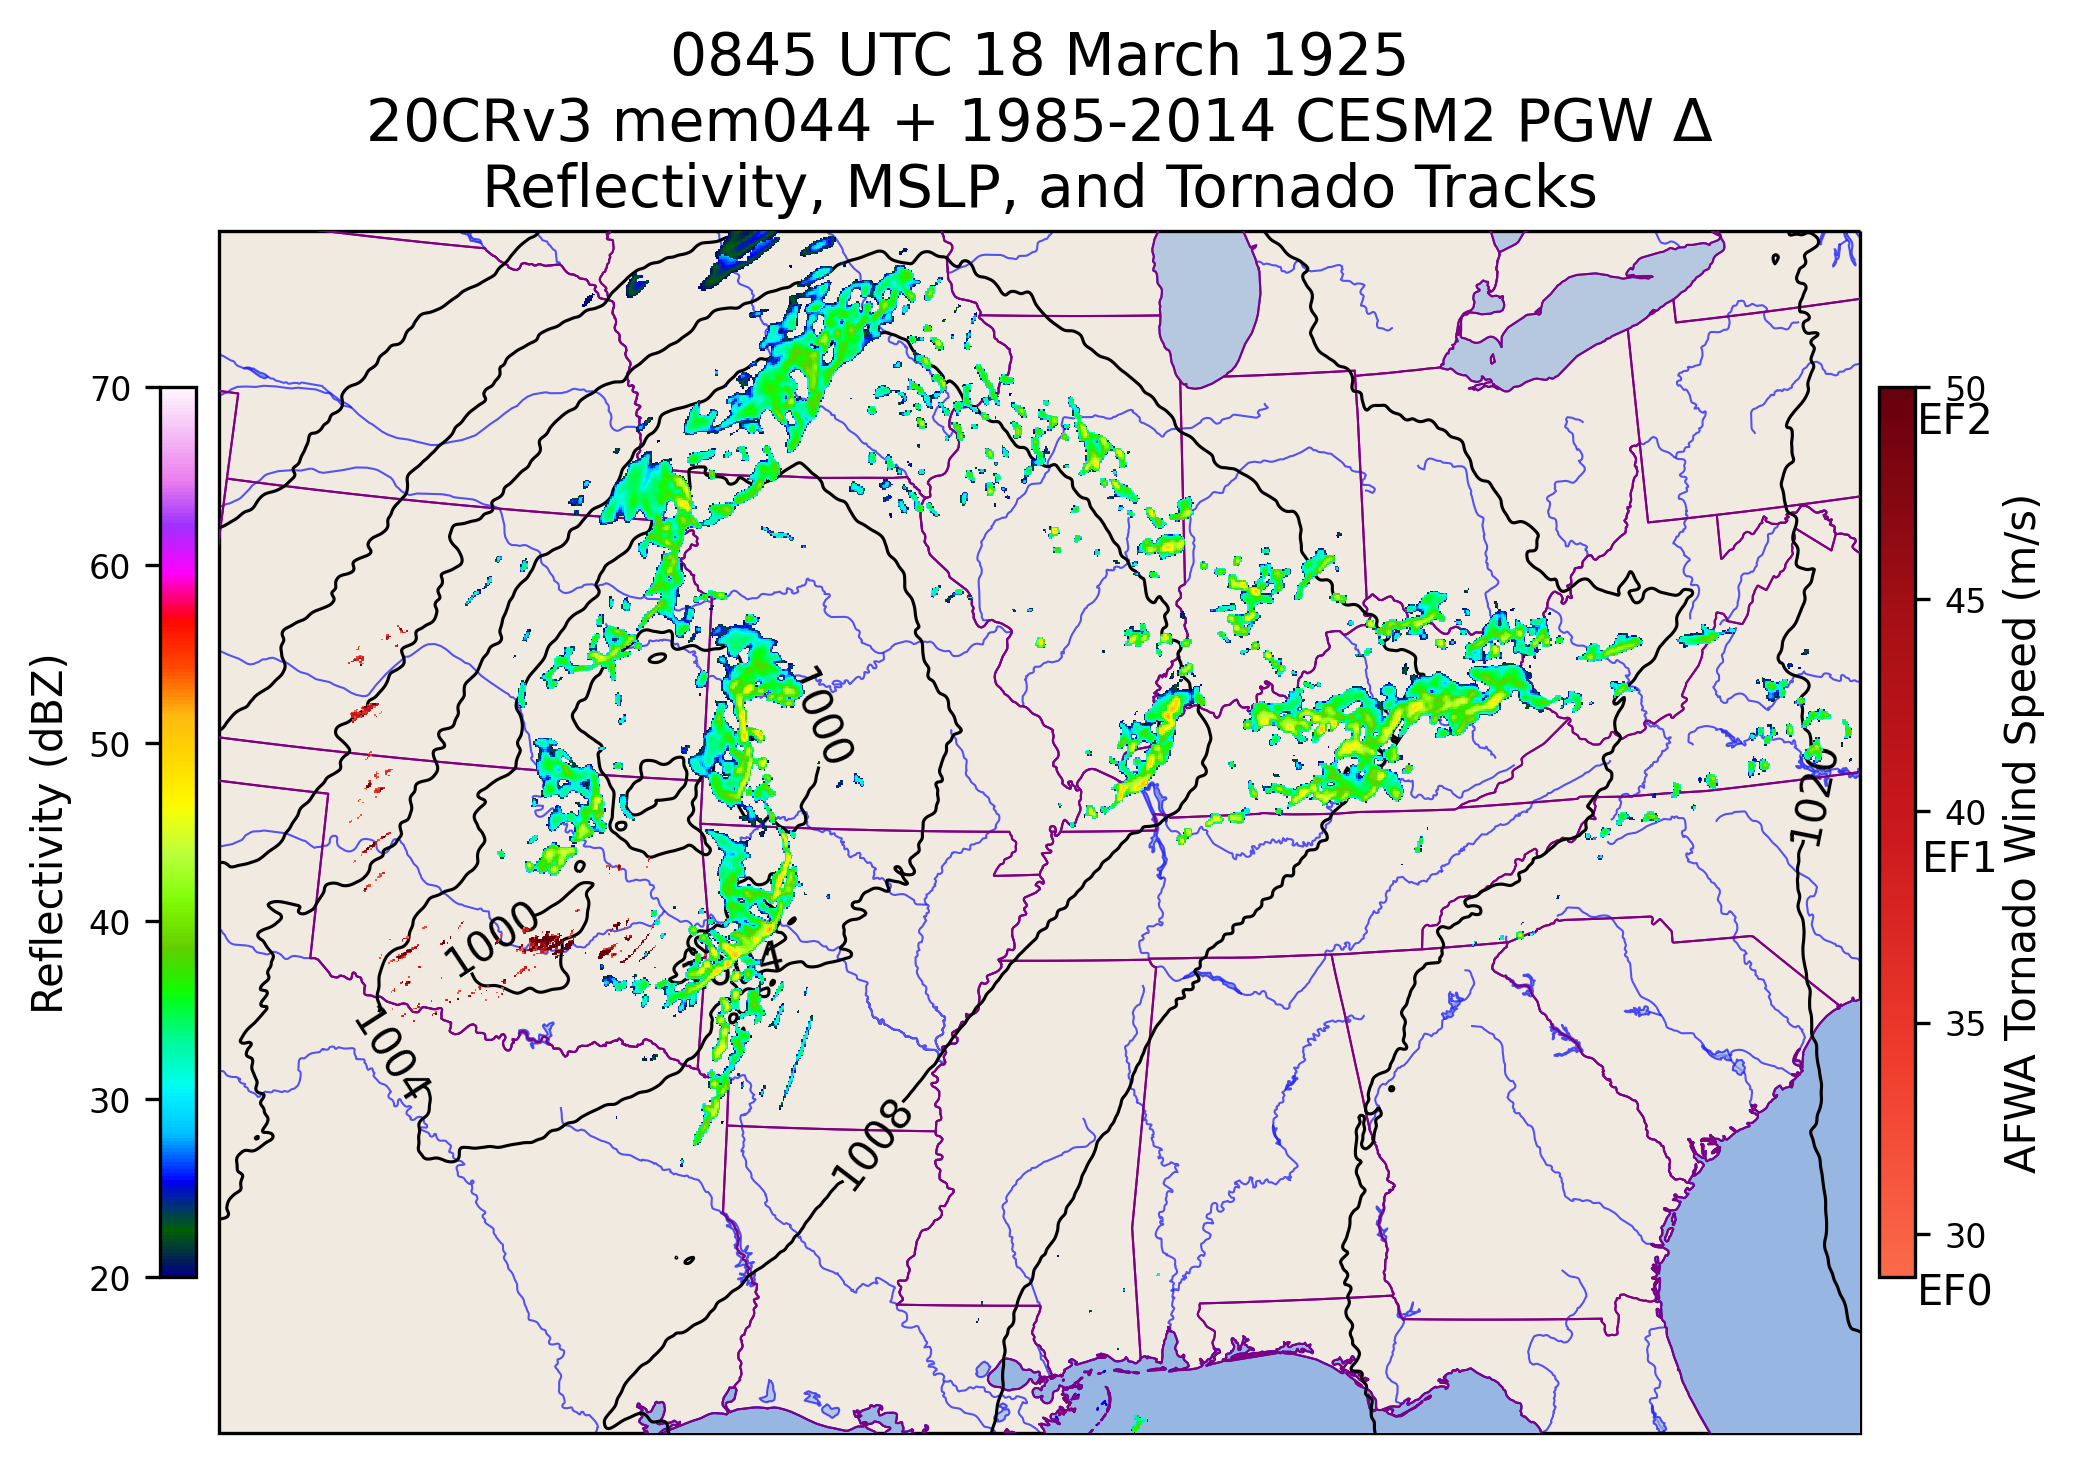 0845 UTC 18 March 1925
20CRv3 mem044 + 1985-2014 CESM2 PGW Δ
Reflectivity, MSLP, and Tornado Tracks
Reflectivity (dBZ)
70
60
50
40
30
20
1000
1000
1004
1008
1020
50
EF2
45
40
EF1
35
30
EF0
AFWA Tornado Wind Speed (m/s)